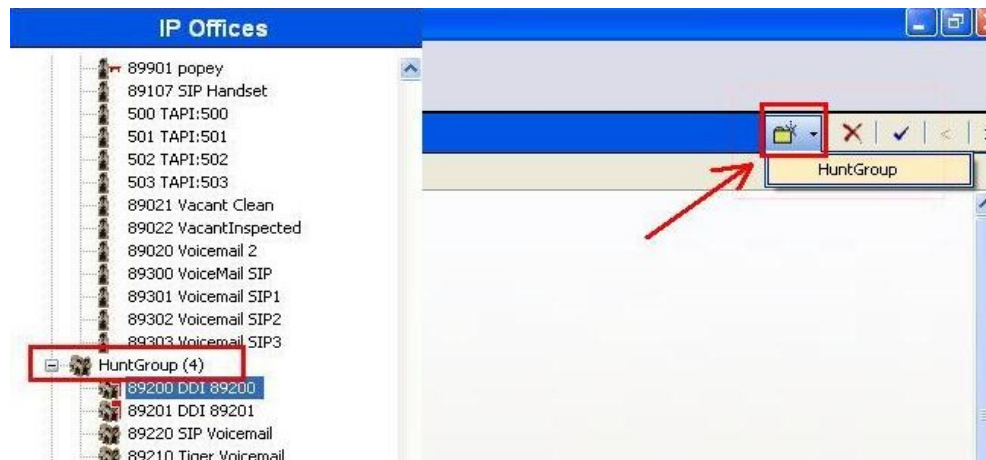 IP Offices
89901 popey
89107 SIP Handset
500 TAPI:500
501 TAPI:501
502 TAPI:502
503 TAPI:503
89021 Vacant Clean
89022 VacantInspected
89020 Voicemail 2
89300 VoiceMail SIP
89301 Voicemail SIP1
89302 Voicemail SIP2
89303 Voicemail SIP3
HuntGroup (4)
89200 DDI 89200
89201 DDI 89201
89220 SIP Voicemail
89210 Tiger Voicemail
HuntGroup